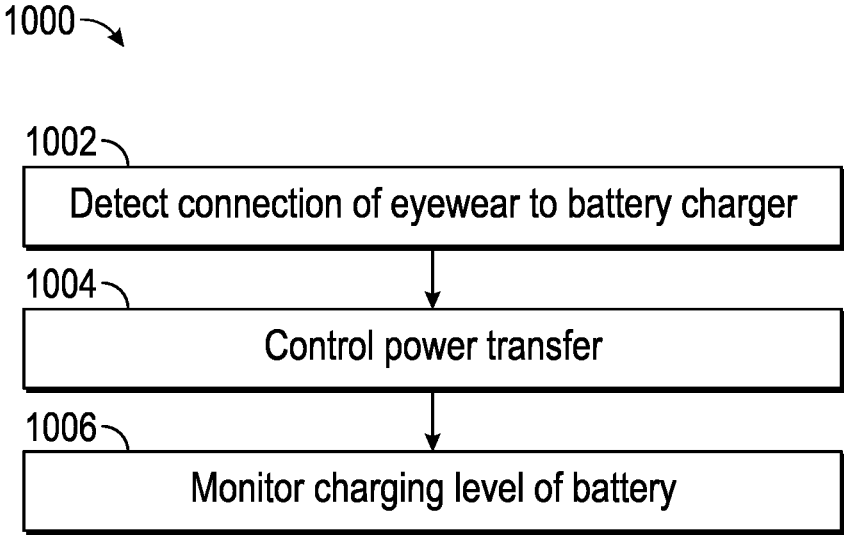 1000
1002
Detect connection of eyewear to battery charger
1004
Control power transfer
1006
Monitor charging level of battery